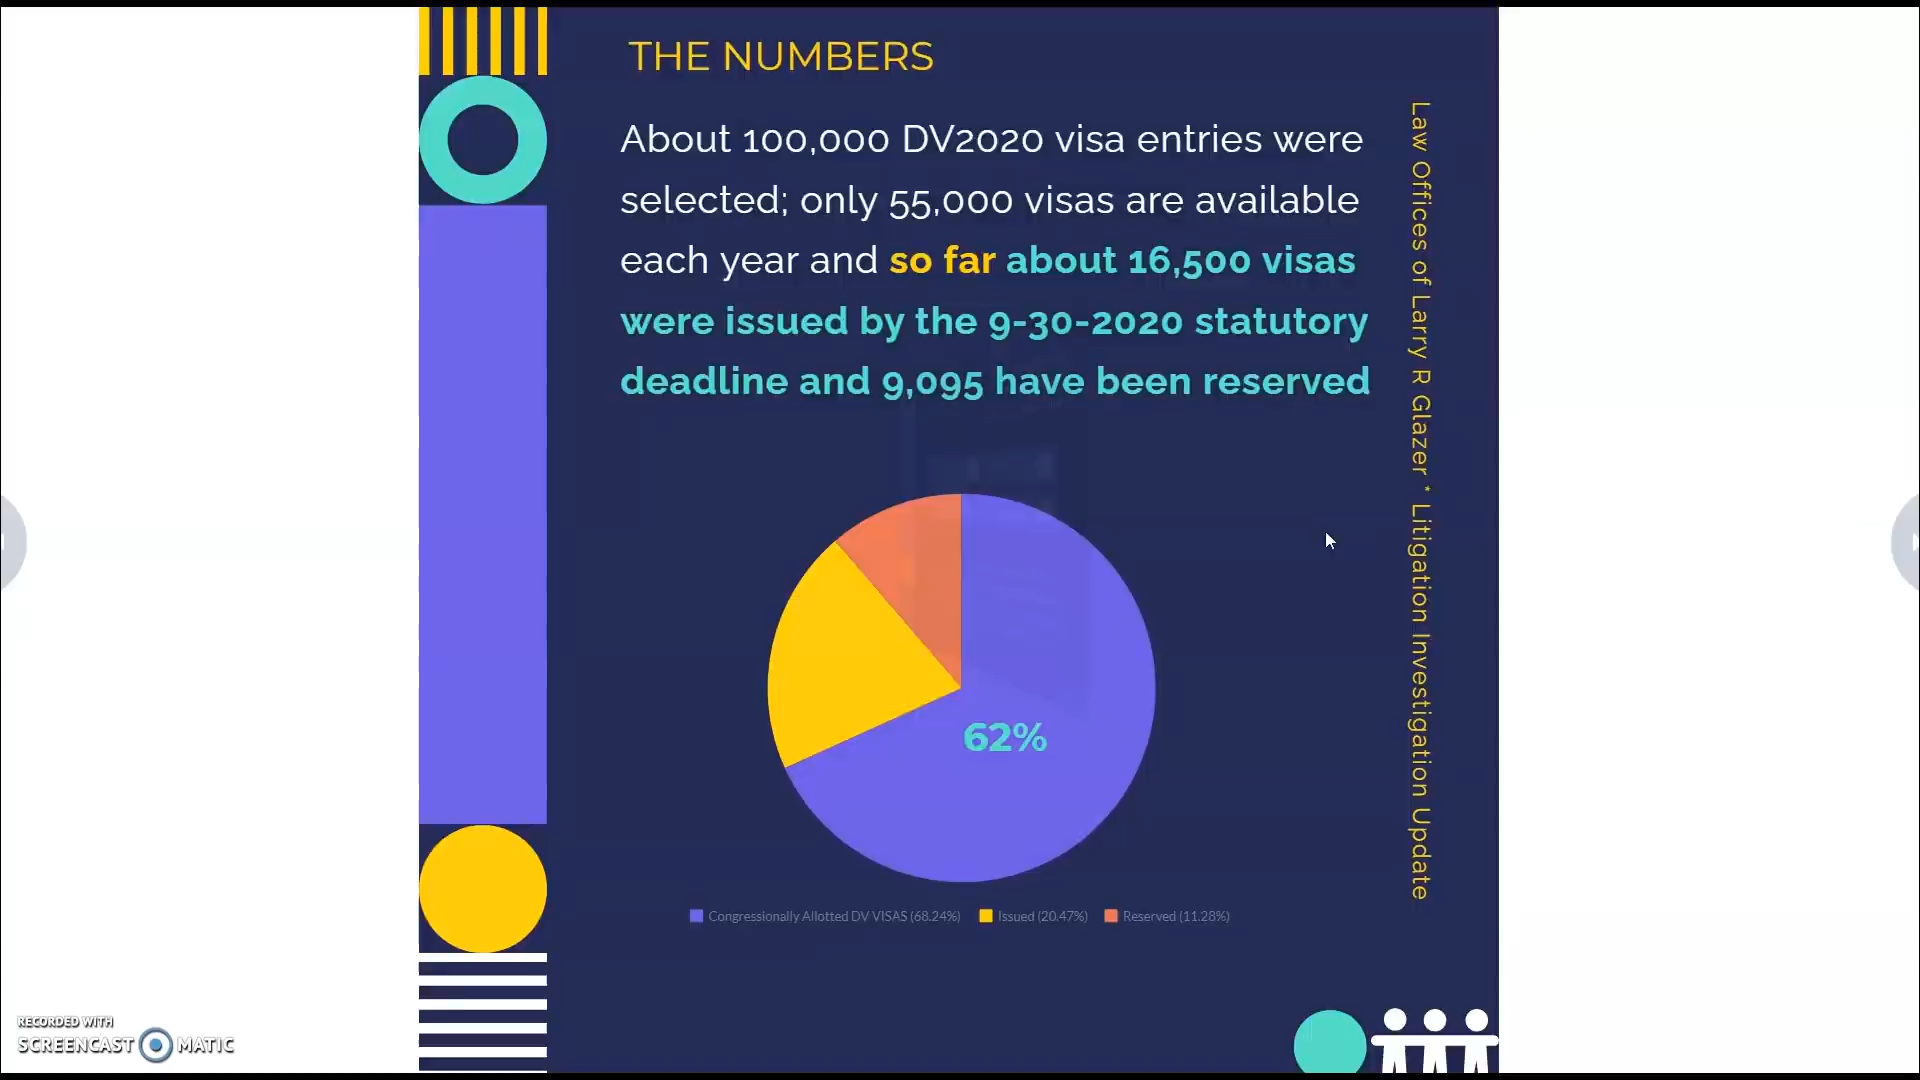 THE NUMBERS
About 100,000 DV2020 visa entries were
selected; only 55,000 visas are available
each year and so far about 16,500 visas
were issued by the 9-30-2020 statutory
deadline and 9,095 have been reserved
Law Offices of Larry R Glazer * Litigation Investigation Update
62%
Congressionally Allotted DV VISAS (68.24%) Issued (20.47%) Reserved (11.28%)
RECORDED WITH
SCREENCAST MATIC